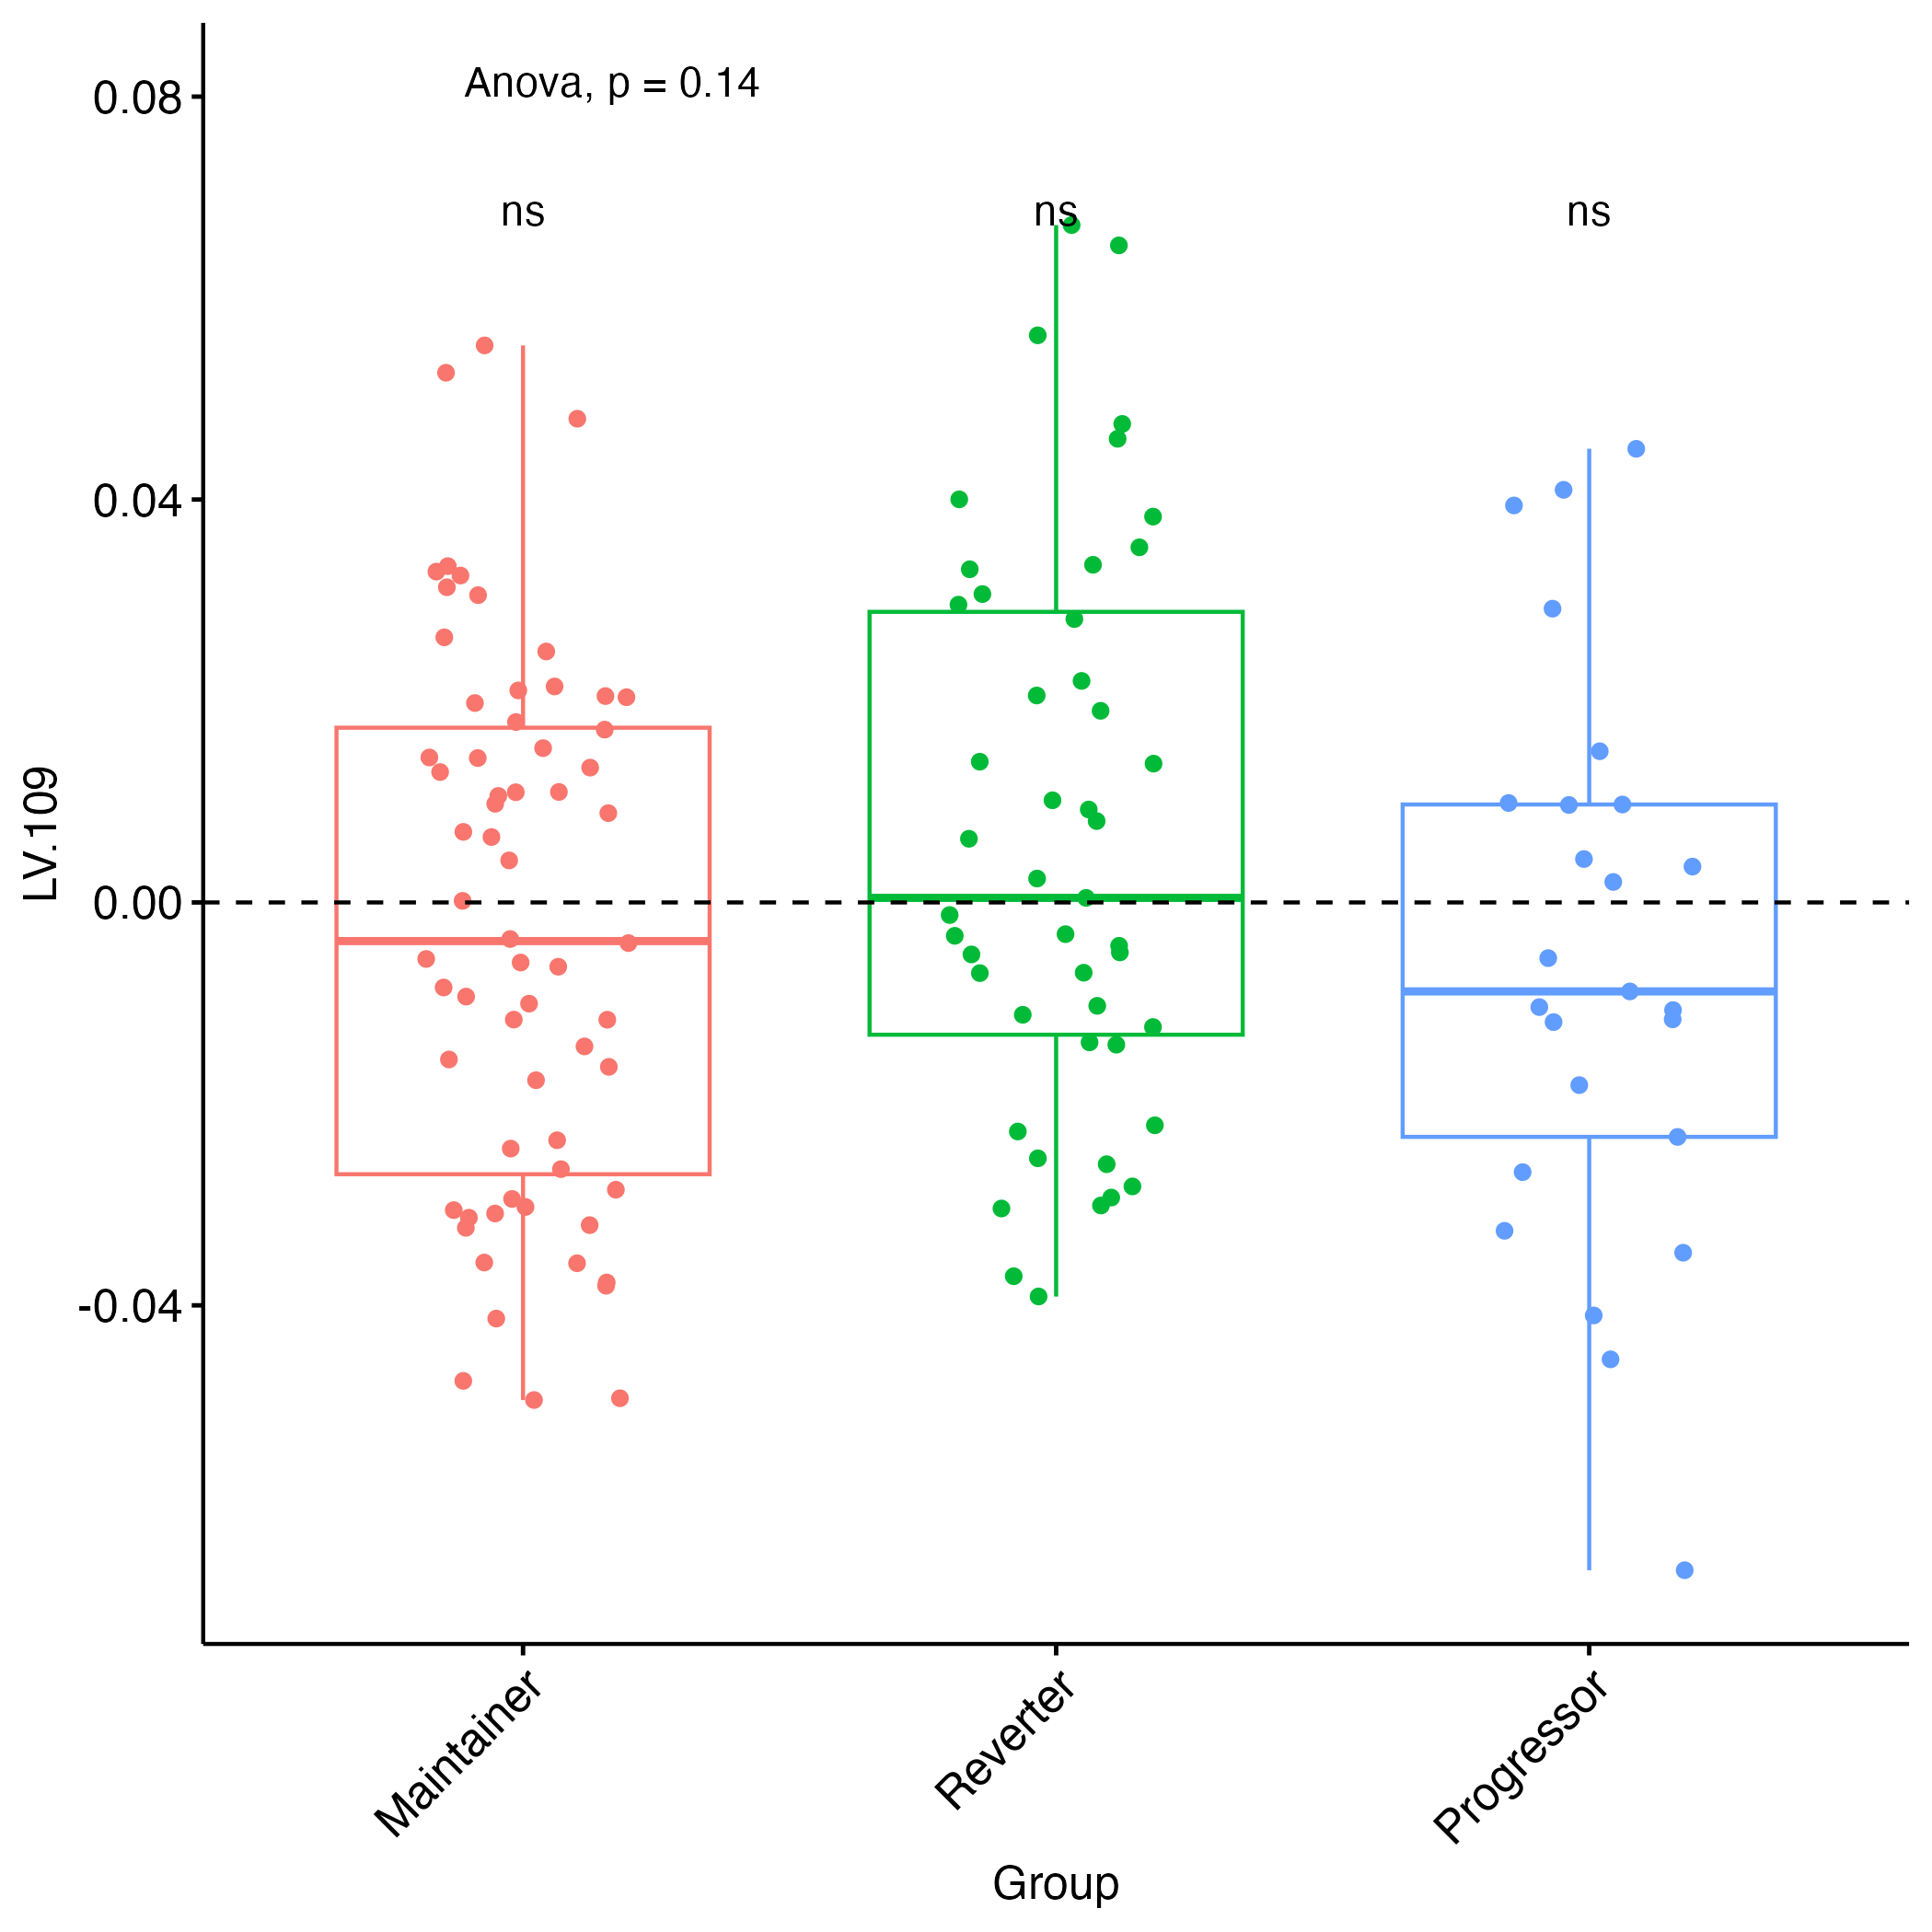 Anova, p = 0.14
ns ns ns
0.08
0.04
0.00
-0.04
LV.109
Maintainer
Reverter
Progressor
Group